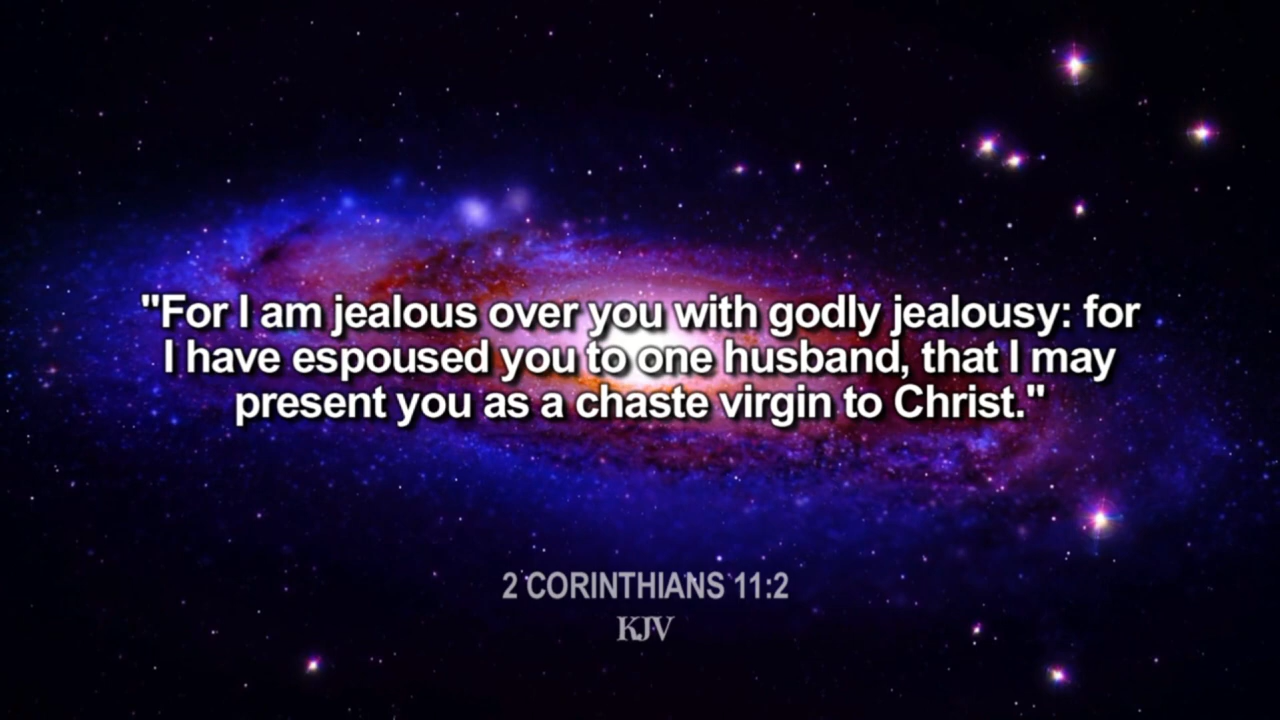 "For I am jealous over you with godly jealousy: for
I have espoused you to one husband, that I may
present you as a chaste virgin to Christ."
2 CORINTHIANS 11:2
KJV